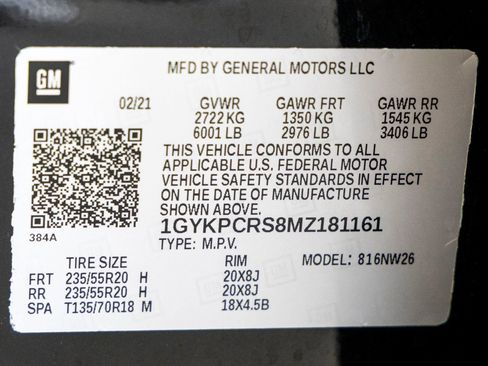 GM
MFD BY GENERAL MOTORS LLC
02/21 GVWR GAWR FRT GAWR RR
2722 KG 1350 KG 1545 KG
6001 LB 2976 LB 3406 LB
THIS VEHICLE CONFORMS TO ALL
APPLICABLE U.S. FEDERAL MOTOR
VEHICLE SAFETY STANDARDS IN EFFECT
ON THE DATE OF MANUFACTURE
SHOWN ABOVE.
384A
1GYKPCRS8MZ181161
TYPE: M.P.V.
TIRE SIZE RIM MODEL: 816NW26
FRT 235/55R20 H 20X8J
RR 235/55R20 H 20X8J
SPA T135/70R18 M 18X4.5B